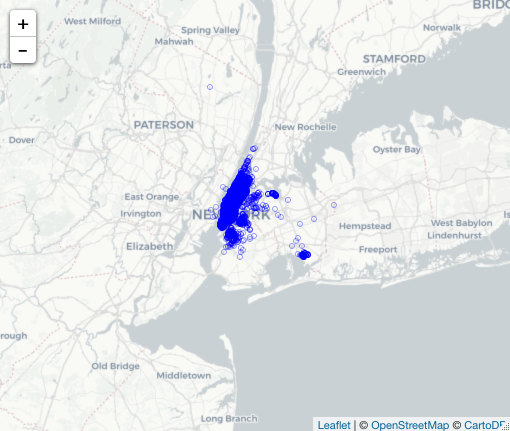 +
−
West Milford
Spring Valley
Mahwah
BRIDG
Norwalk
STAMFORD
Greenwich
PATERSON
New Rochelle
Dover
Oyster Bay
East Orange
Irvington
NEW YORK
Hempstead
West Babylon
Lindenhurst
Elizabeth
Freeport
Old Bridge
Middletown
Long Branch
Leaflet | © OpenStreetMap © CartoDB